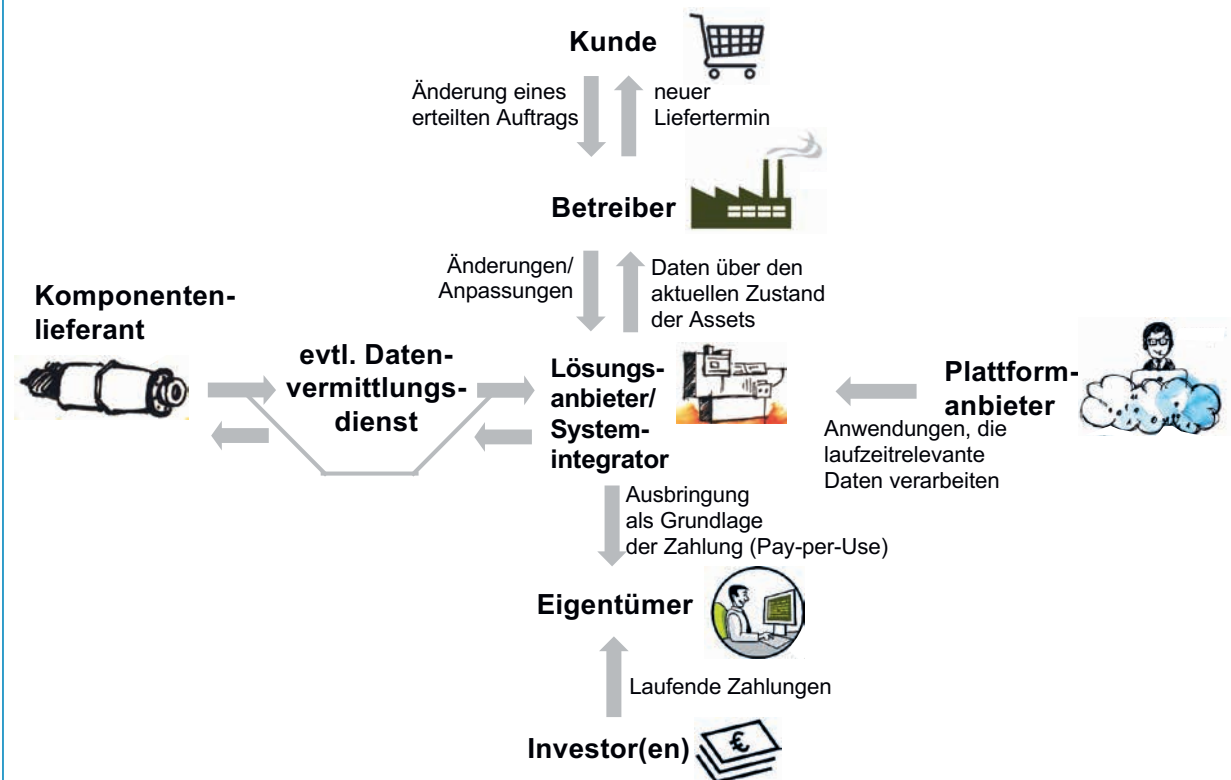 Kunde
Änderung eines
erteilten Auftrags
neuer
Liefertermin
Betreiber
Änderungen/
Anpassungen
Daten über den
aktuellen Zustand
der Assets
Komponenten-
lieferant
evtl. Daten-
vermittlungs-
dienst
Lösungs-
anbieter/
System-
integrator
Plattform-
anbieter
Anwendungen, die
laufzeitrelevante
Daten verarbeiten
Ausbringung
als Grundlage
der Zahlung (Pay-per-Use)
Eigentümer
Laufende Zahlungen
Investor(en)
€